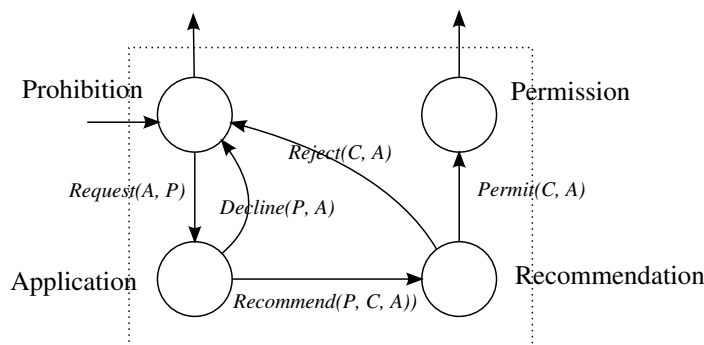 Prohibition
Permission
Reject(C, A)
Request(A, P)
Decline(P, A)
Permit(C, A)
Application
Recommendation
Recommend(P, C, A))